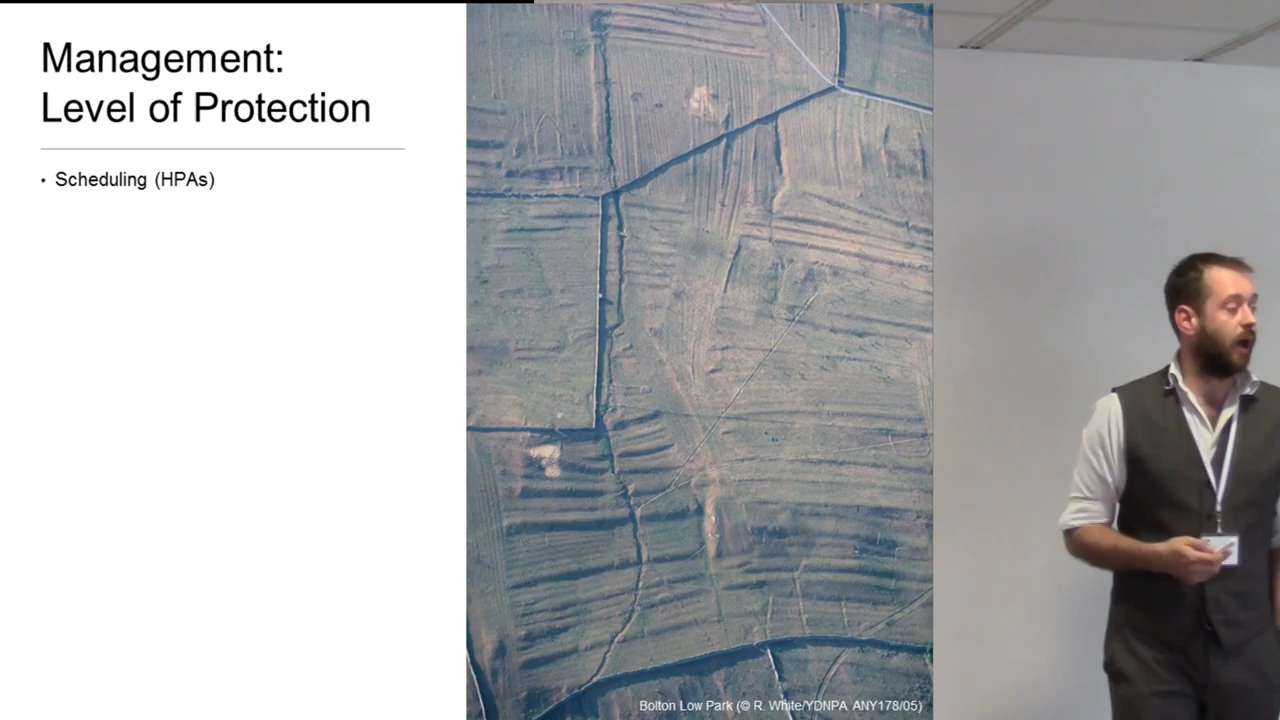 Management:
Level of Protection
• Scheduling (HPAs)
Bolton Low Park (© R. White/YDNPA ANY178/05)